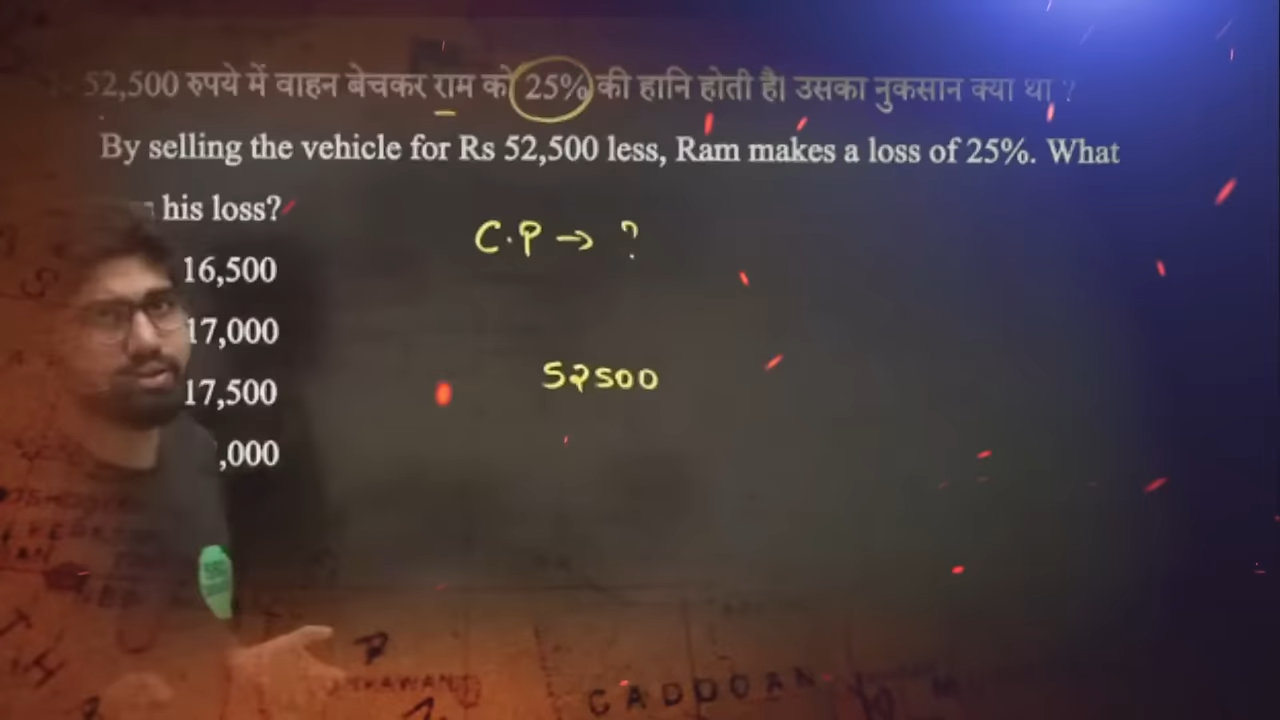 52,500 रुपये में वाहन बेचकर राम को 25% की हानि होती है। उसका नुकसान क्या था ?
By selling the vehicle for Rs 52,500 less, Ram makes a loss of 25%. What
his loss?
C.P → ?
16,500
17,000
52500
17,500
,000
CADDOAN